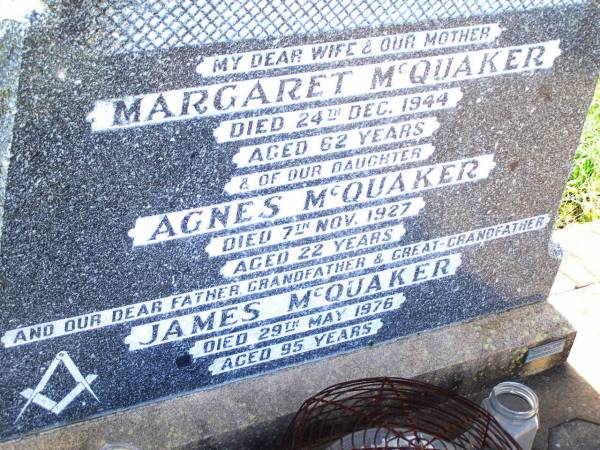 MY DEAR WIFE & OUR MOTHER
MARGARET McQUAKER
DIED 24TH DEC. 1944
AGED 62 YEARS
& OF OUR DAUGHTER
AGNES McQUAKER
DIED 7TH NOV. 1927
AGED 22 YEARS
AND OUR DEAR FATHER GRANDFATHER & GREAT-GRANDFATHER
JAMES McQUAKER
DIED 29TH MAY 1976
AGED 95 YEARS